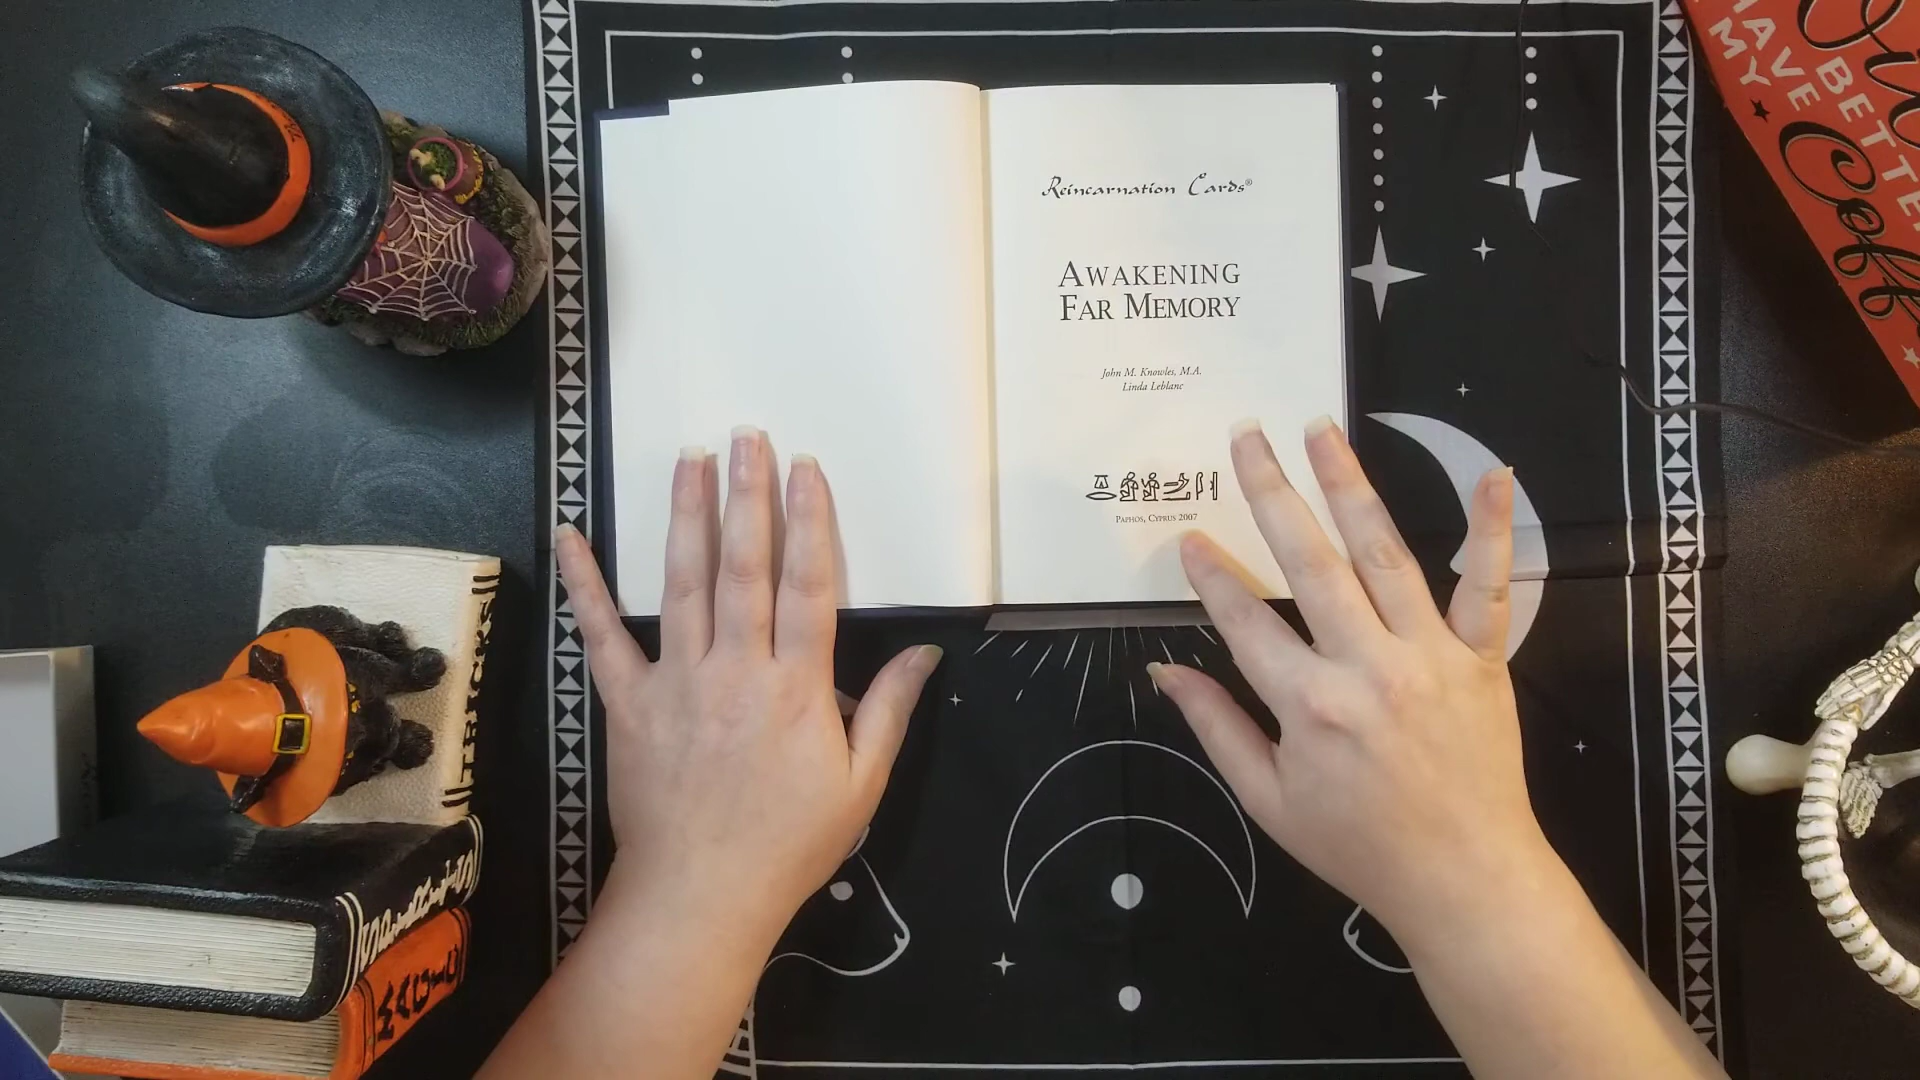 Reincarnation Cards®
AWAKENING
FAR MEMORY
John M. Knowles, M.A.
Linda Leblanc
PAPHOS, CYPRUS 2007
HAVE
MY
BETTE
TRICKS
MAGIC